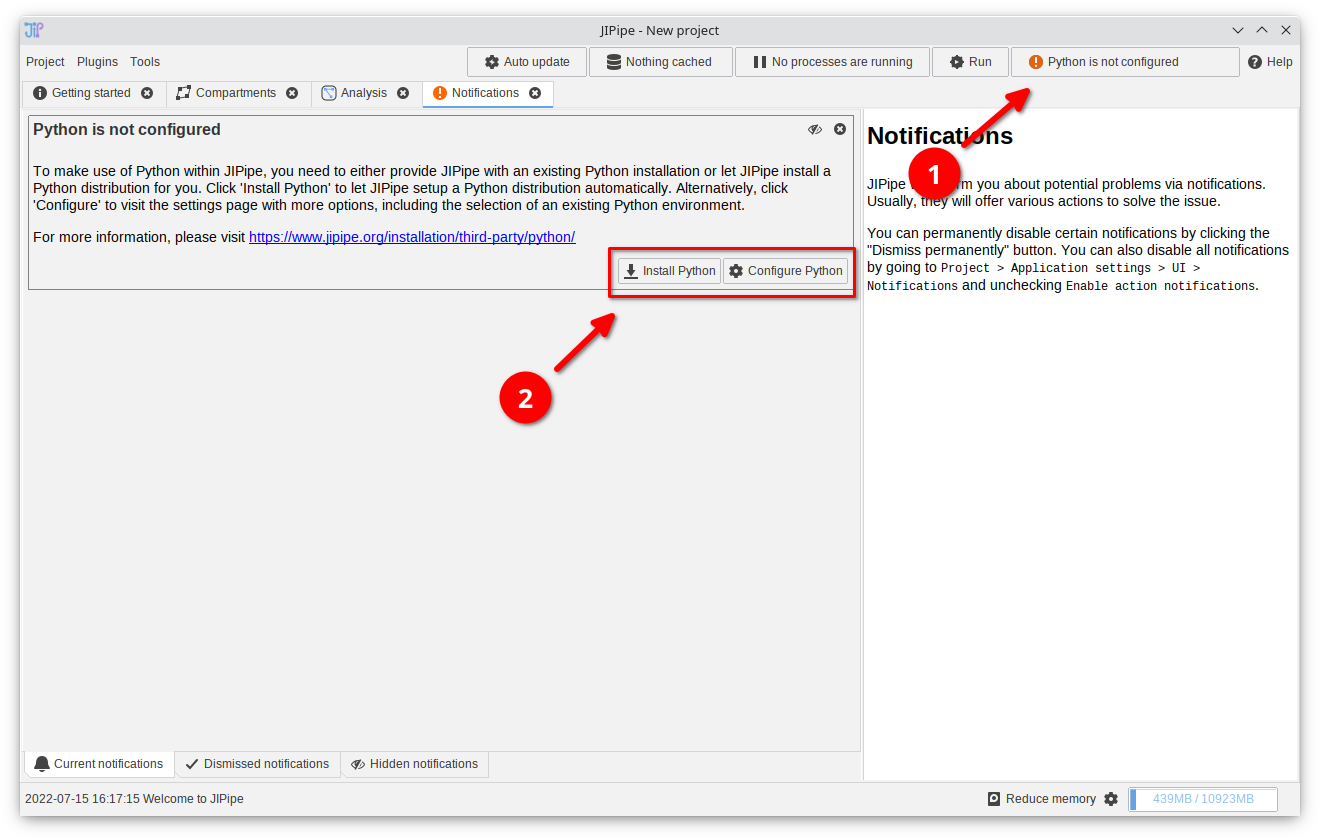 JIP
JIPipe - New project
Project Plugins Tools Auto update Nothing cached No processes are running Run Python is not configured Help
Getting started Compartments Analysis Notifications
Python is not configured
To make use of Python within JIPipe, you need to either provide JIPipe with an existing Python installation or let JIPipe install a
Python distribution for you. Click 'Install Python' to let JIPipe setup a Python distribution automatically. Alternatively, click
'Configure' to visit the settings page with more options, including the selection of an existing Python environment.
For more information, please visit https://www.jipipe.org/installation/third-party/python/
Install Python Configure Python
2
Notifications
1
JIPipe you about potential problems via notifications.
Usually, they will offer various actions to solve the issue.
You can permanently disable certain notifications by clicking the
"Dismiss permanently" button. You can also disable all notifications
by going to Project > Application settings > UI >
Notifications and unchecking Enable action notifications.
Current notifications Dismissed notifications Hidden notifications
2022-07-15 16:17:15 Welcome to JIPipe Reduce memory 439MB / 10923MB